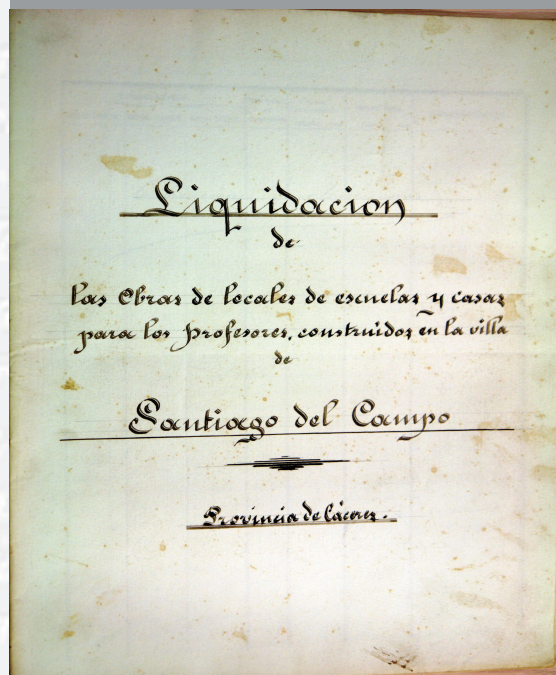 Liquidacion
de
las Obras de locales de escuelas y casas
para los Profesores, construidos en la villa
de
Santiago del Campo
Provincia de Cáceres.